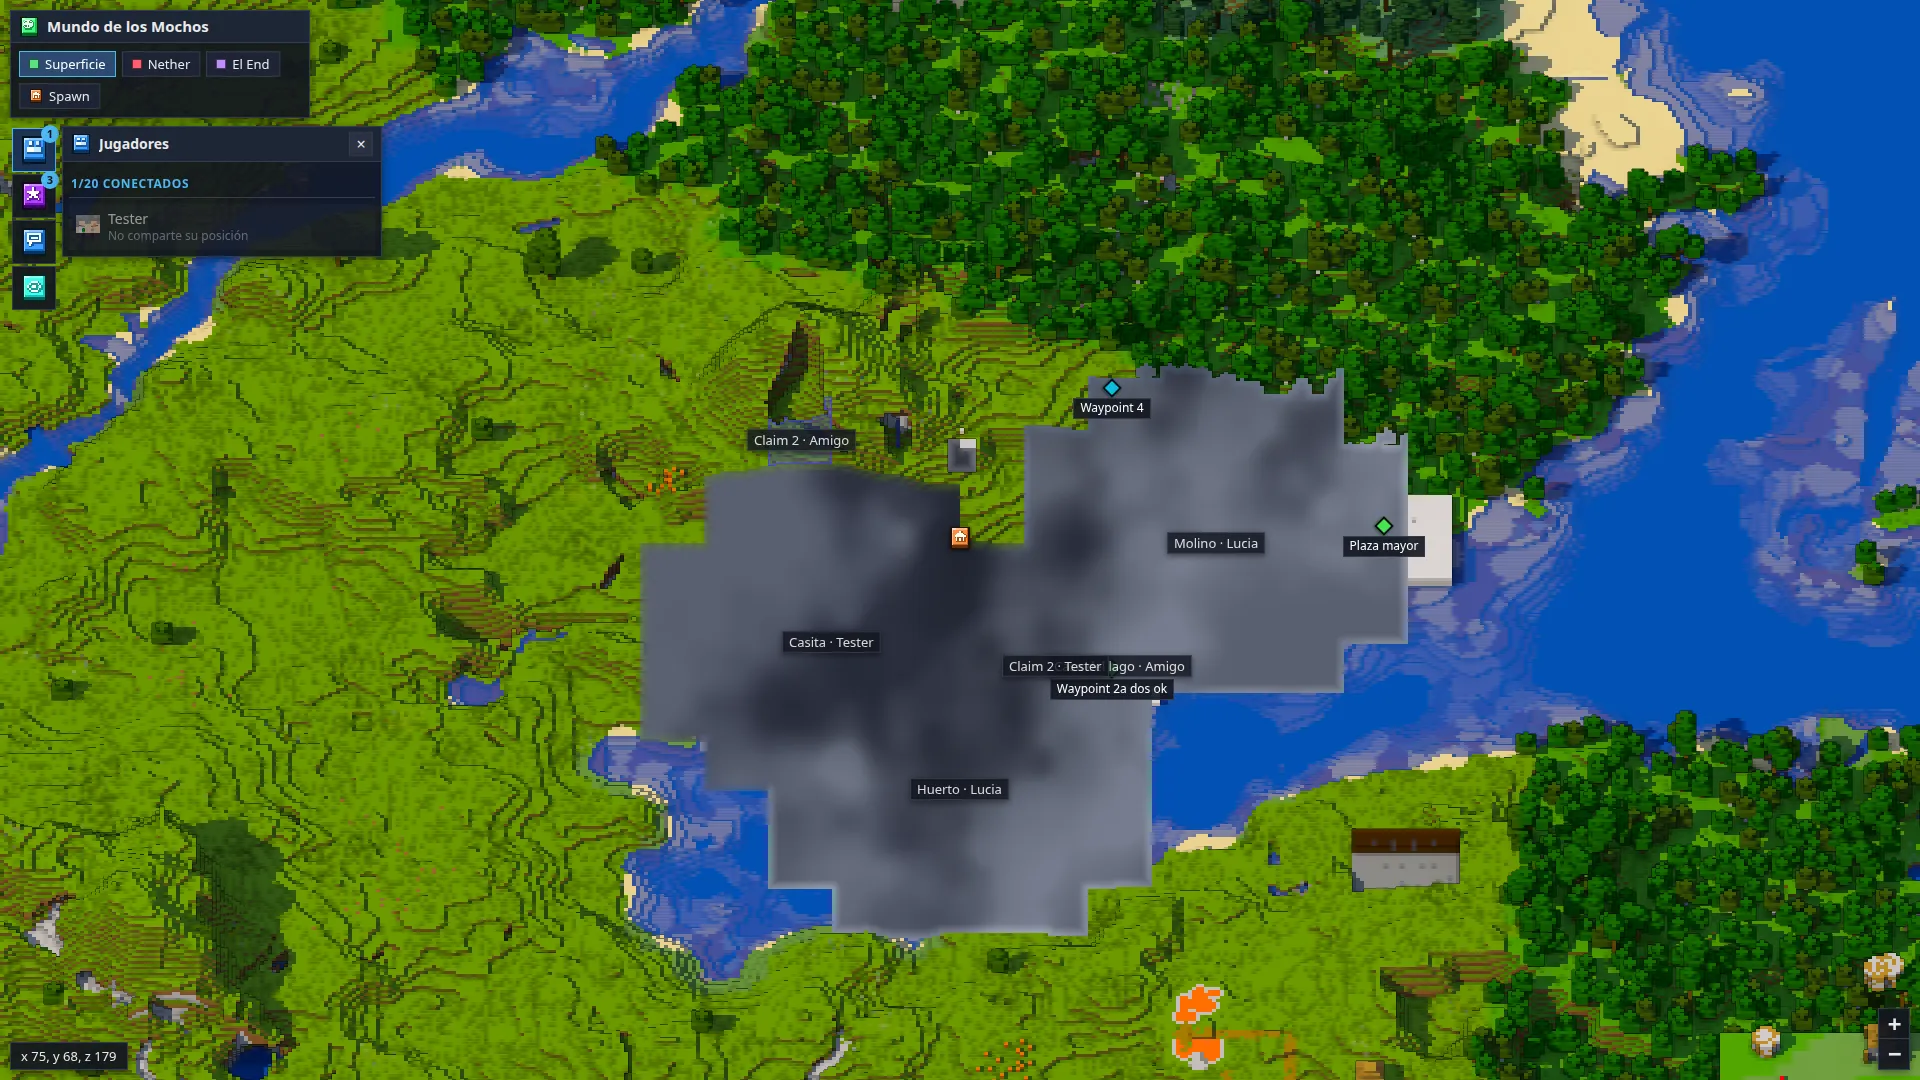 Mundo de los Mochos
Superficie
Nether
El End
Spawn
1
Jugadores
×
3
1/20 CONECTADOS
Tester
No comparte su posición
Waypoint 4
Claim 2 · Amigo
Molino · Lucia
Plaza mayor
Casita · Tester
Claim 2 · Tester
lago · Amigo
Waypoint 2a dos ok
Huerto · Lucia
+
−
x 75, y 68, z 179